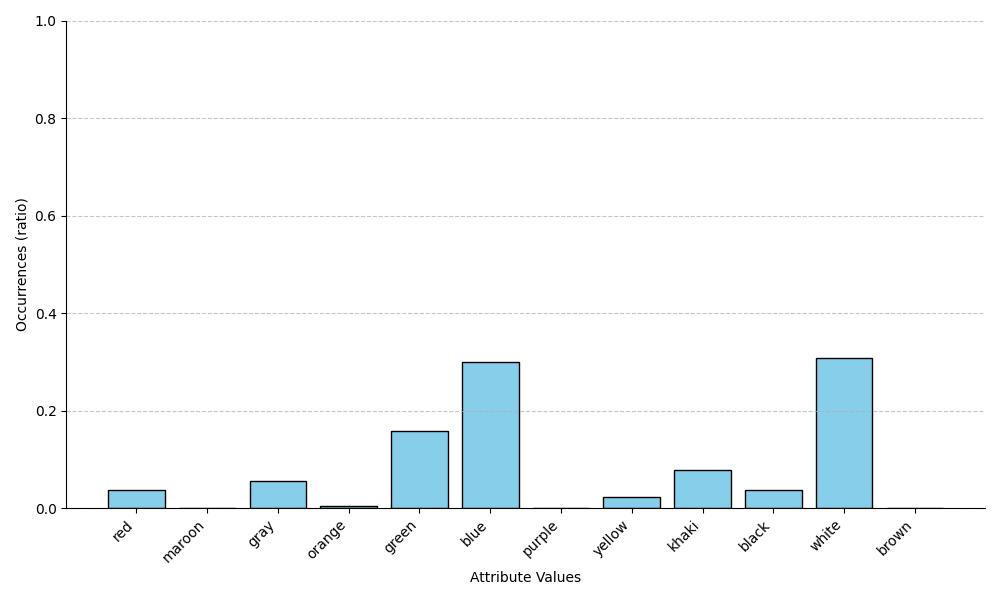 1.0
0.8
0.6
0.4
0.2
0.0
Occurrences (ratio)
red
maroon
gray
orange
green
blue
purple
yellow
khaki
black
white
brown
Attribute Values